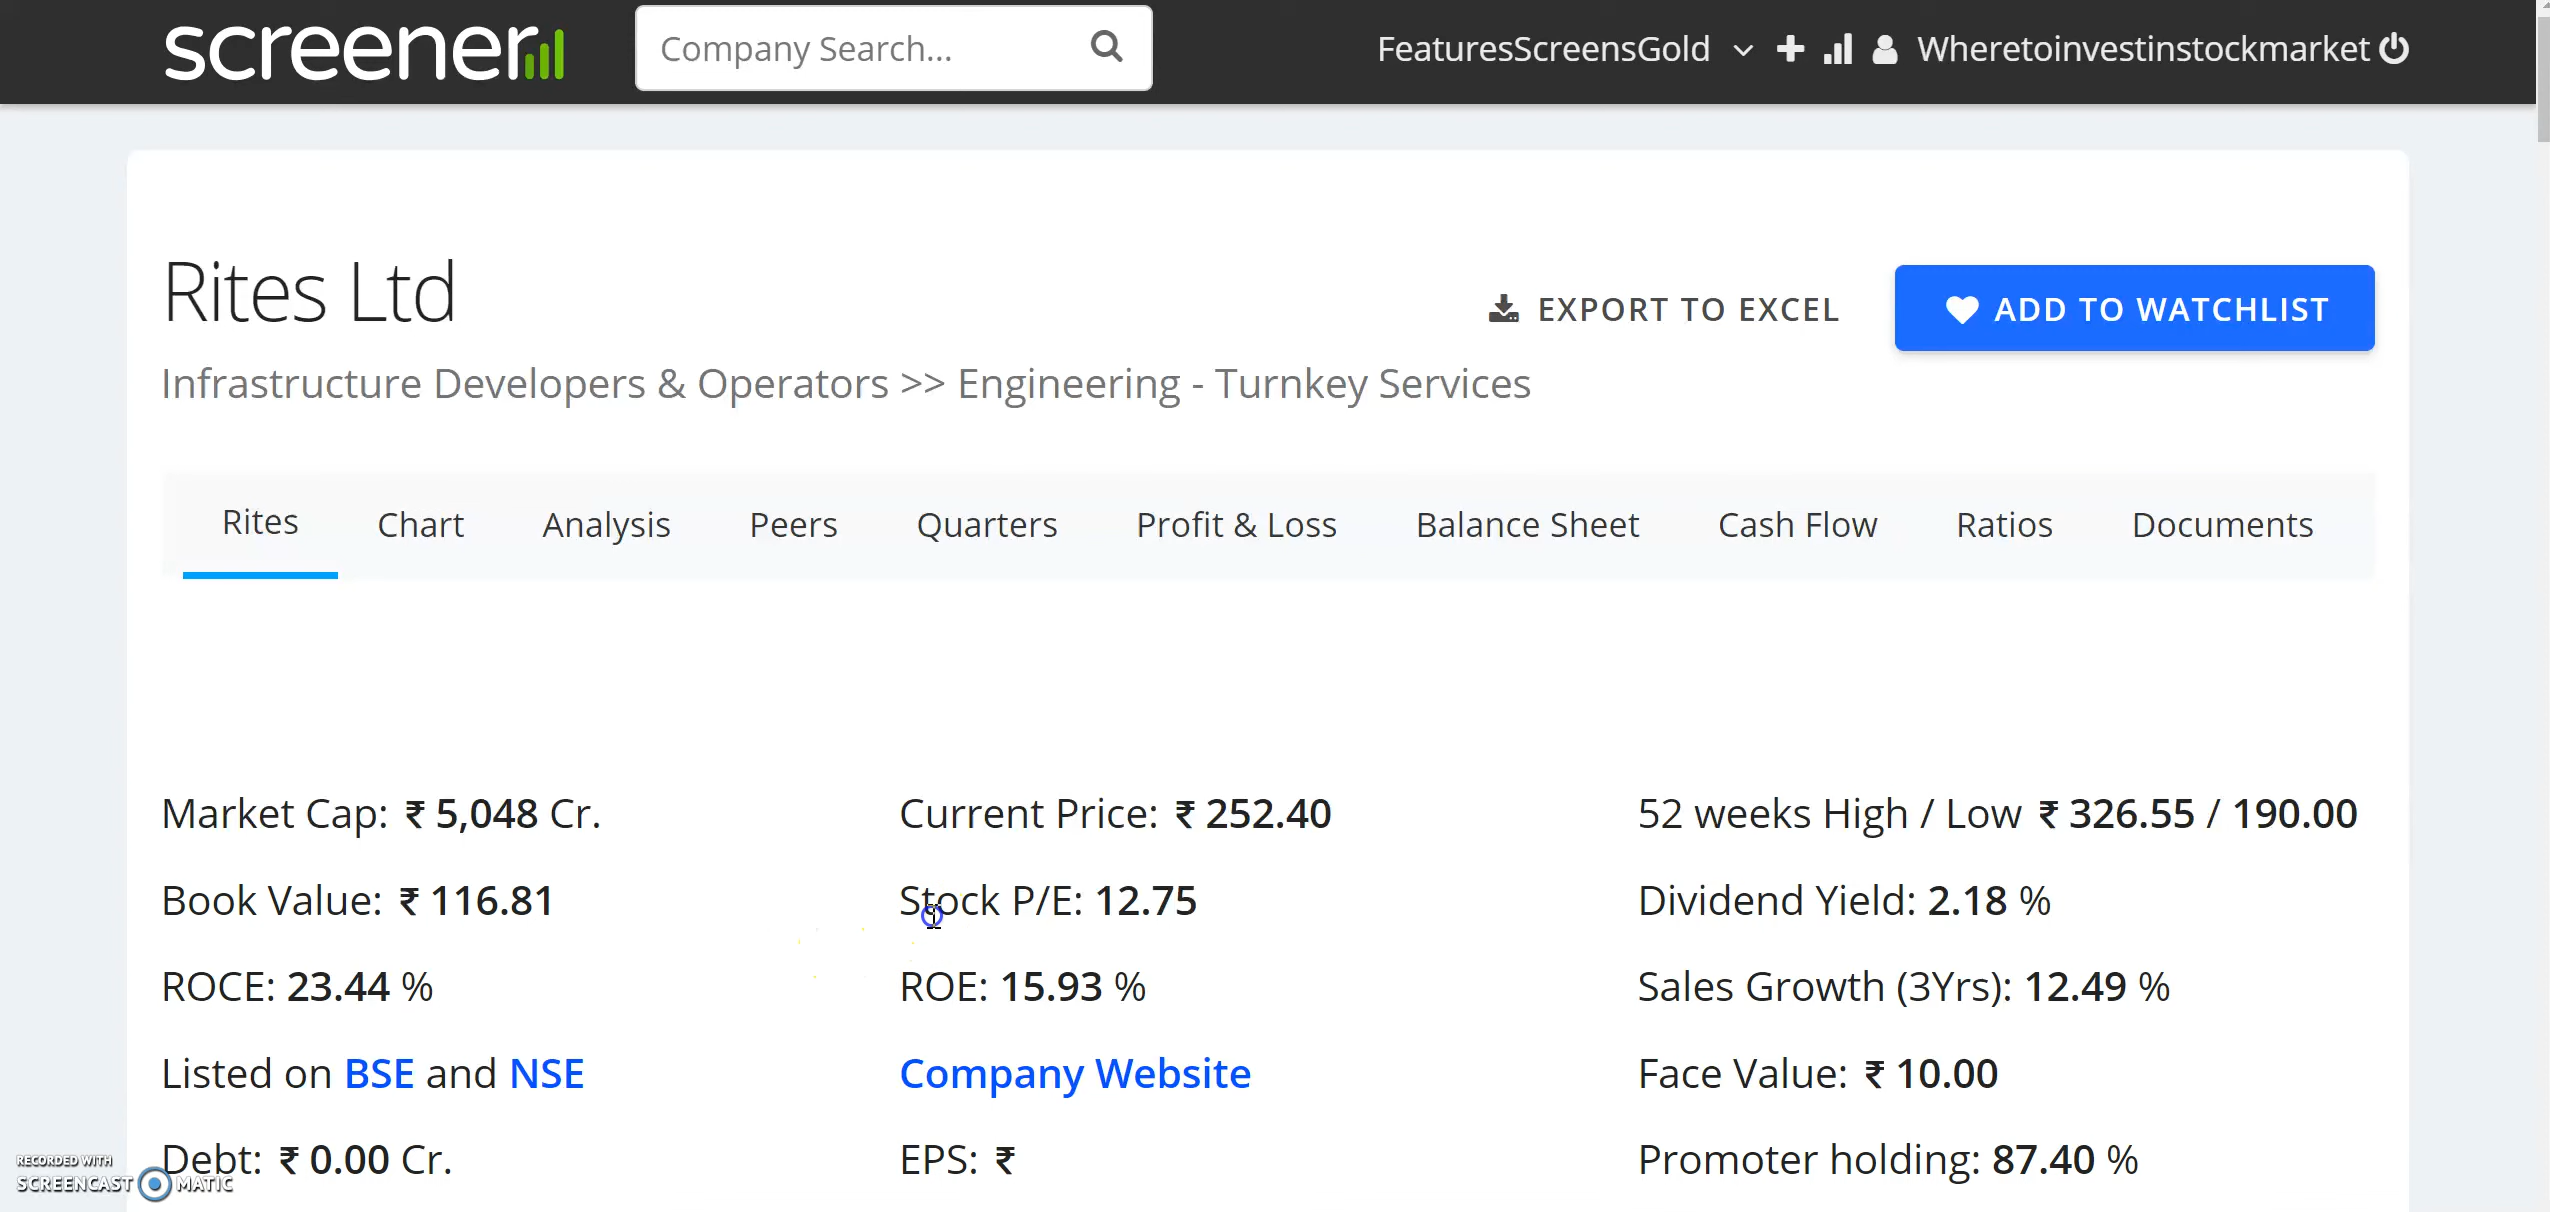 screener Company Search... FeaturesScreensGold Wheretoinvestinstockmarket
Rites Ltd
EXPORT TO EXCEL ADD TO WATCHLIST
Infrastructure Developers & Operators >> Engineering - Turnkey Services
Rites Chart Analysis Peers Quarters Profit & Loss Balance Sheet Cash Flow Ratios Documents
Market Cap: ₹ 5,048 Cr. Current Price: ₹ 252.40 52 weeks High / Low ₹ 326.55 / 190.00
Book Value: ₹ 116.81 Stock P/E: 12.75 Dividend Yield: 2.18 %
ROCE: 23.44 % ROE: 15.93 % Sales Growth (3Yrs): 12.49 %
Listed on BSE and NSE Company Website Face Value: ₹ 10.00
Debt: ₹ 0.00 Cr. EPS: ₹ Promoter holding: 87.40 %
RECORDED WITH
SCREENCAST MATIC